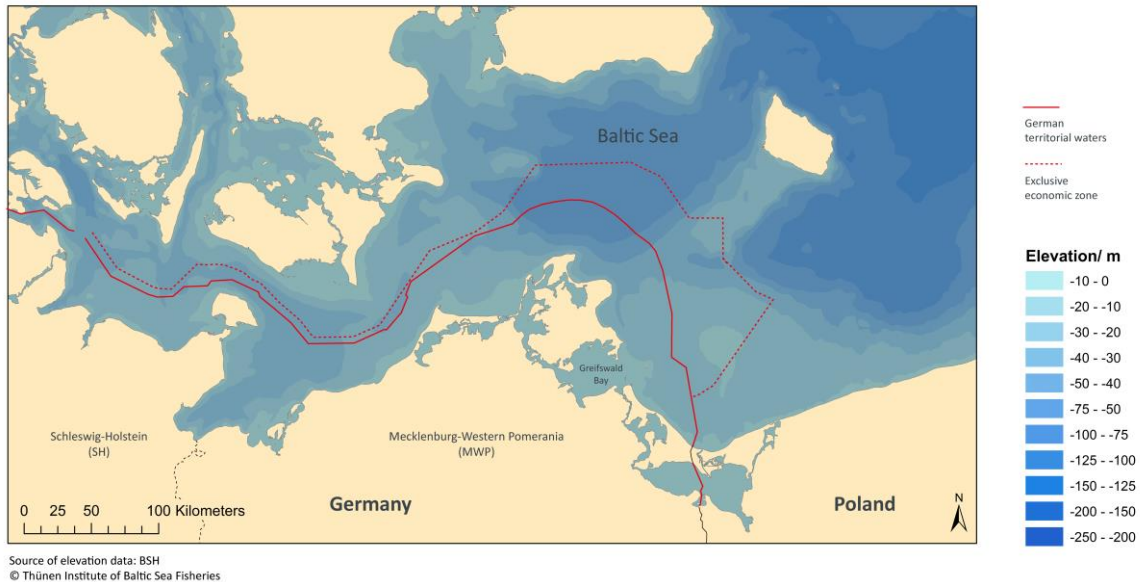 Baltic Sea
Greifswald
Bay
Schleswig-Holstein
(SH)
Mecklenburg-Western Pomerania
(MWP)
Germany
Poland
0 25 50 100 Kilometers
N
Source of elevation data: BSH
© Thünen Institute of Baltic Sea Fisheries
German
territorial waters
Exclusive
economic zone
Elevation/ m
-10 - 0
-20 - -10
-30 - -20
-40 - -30
-50 - -40
-75 - -50
-100 - -75
-125 - -100
-150 - -125
-200 - -150
-250 - -200